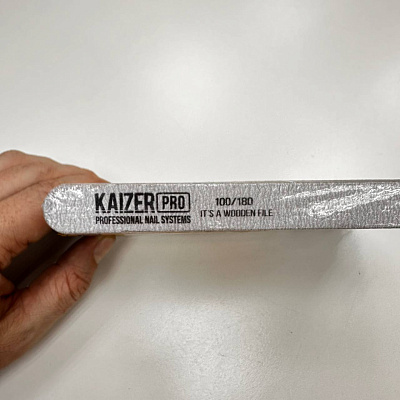 KAIZER PRO
PROFESSIONAL NAIL SYSTEMS
100/180
IT'S A WOODEN FILE